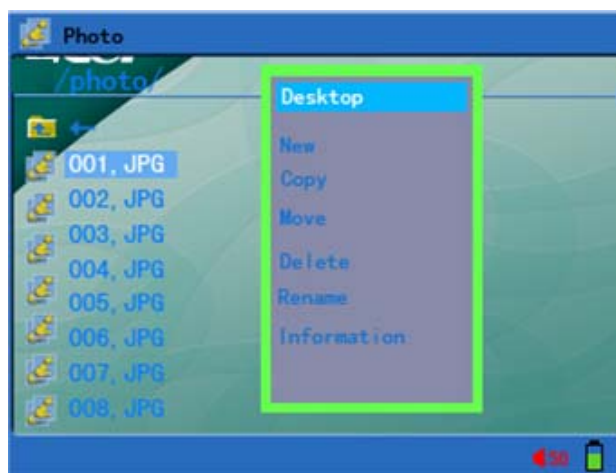 Photo
/photo/
Desktop
New
Copy
Move
Delete
Rename
Information
001, JPG
002, JPG
003, JPG
004, JPG
005, JPG
006, JPG
007, JPG
008, JPG
50